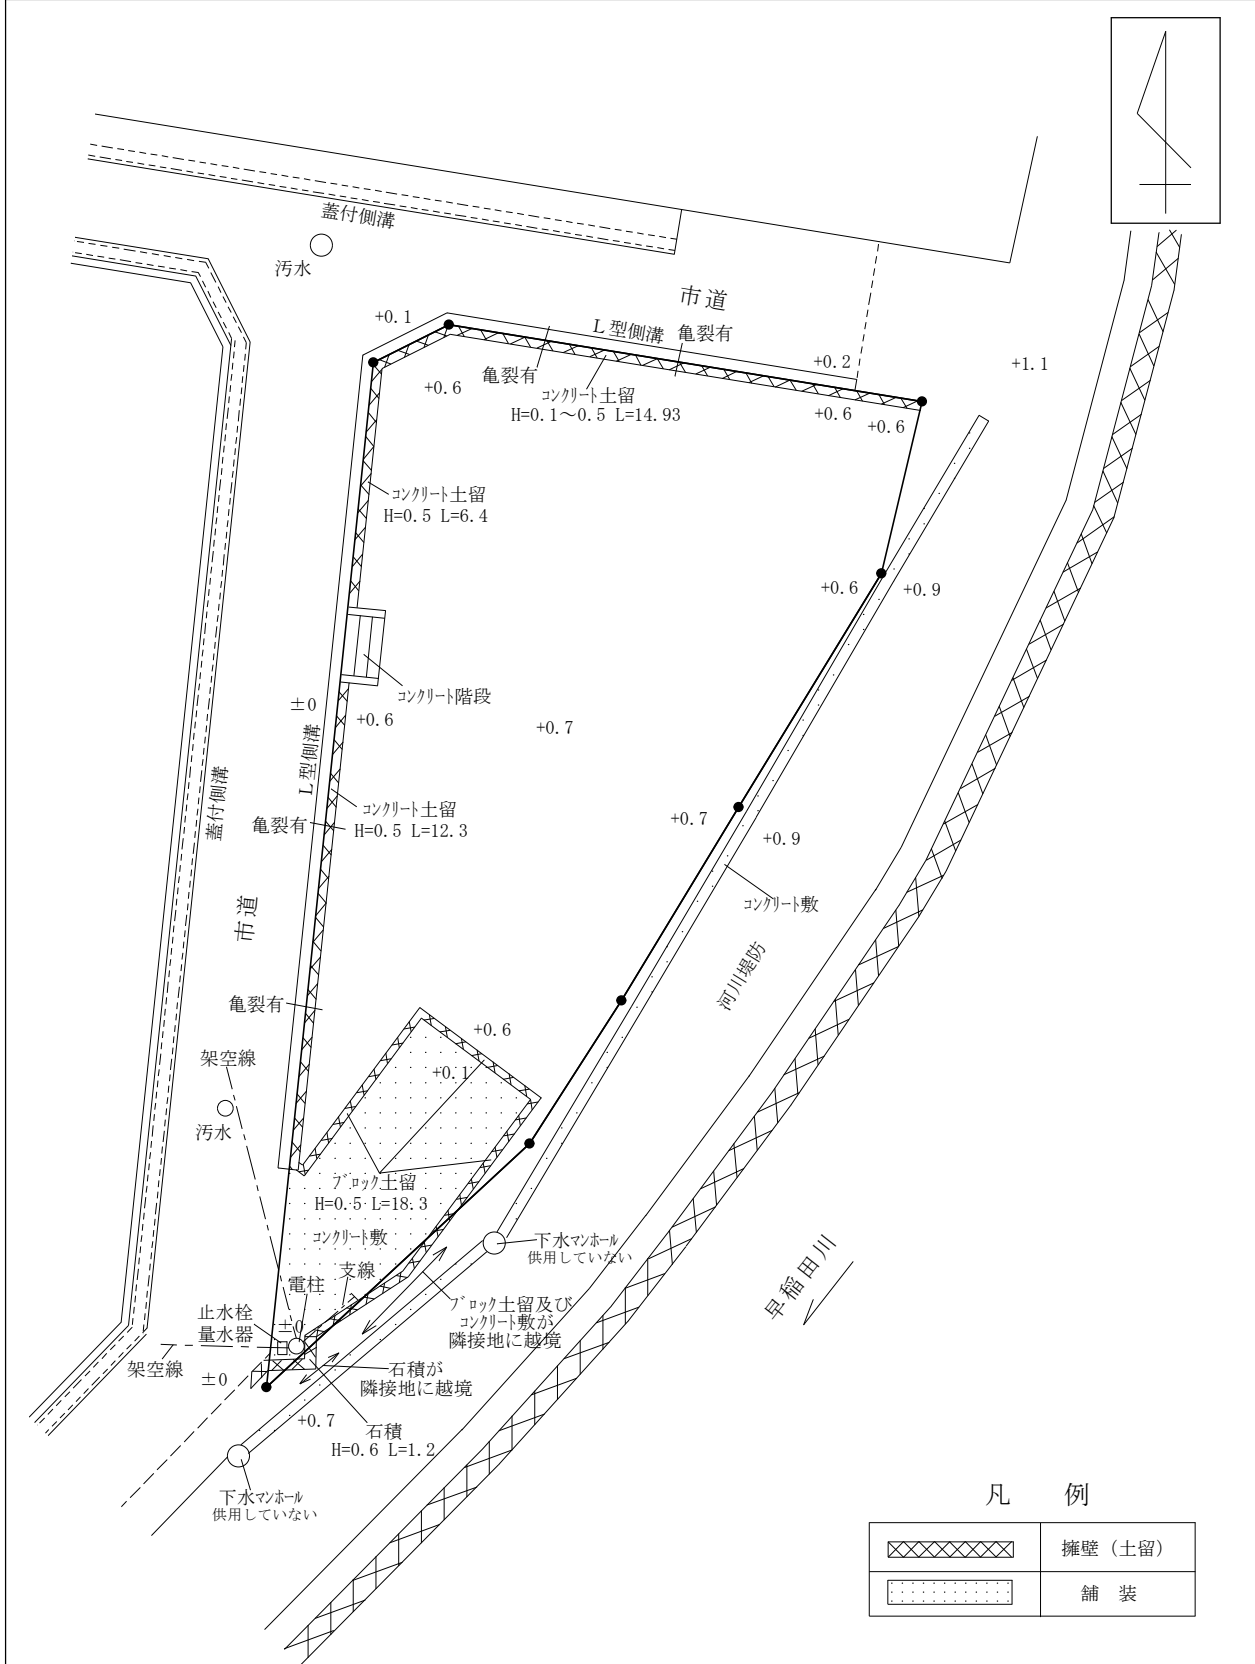 蓋付側溝
汚水
市道
+0.1
L型側溝
亀裂有
+0.2
+1.1
亀裂有
+0.6
コンクリート土留
H=0.1～0.5 L=14.93
+0.6
+0.6
コンクリート土留
H=0.5 L=6.4
+0.6
+0.9
コンクリート階段
±0
+0.6
+0.7
L型側溝
蓋付側溝
コンクリート土留
H=0.5 L=12.3
亀裂有
+0.7
+0.9
コンクリート敷
市道
河川堤防
亀裂有
+0.6
架空線
+0.1
汚水
ブロック土留
H=0.5 L=18.3
コンクリート敷
下水マンホール
供用していない
早稲田川
支線
電柱
ブロック土留及び
コンクリート敷が
隣接地に越境
止水栓
量水器
±0
架空線
±0
石積が
隣接地に越境
+0.7
石積
H=0.6 L=1.2
下水マンホール
供用していない
凡 例
擁壁（土留）
舗 装